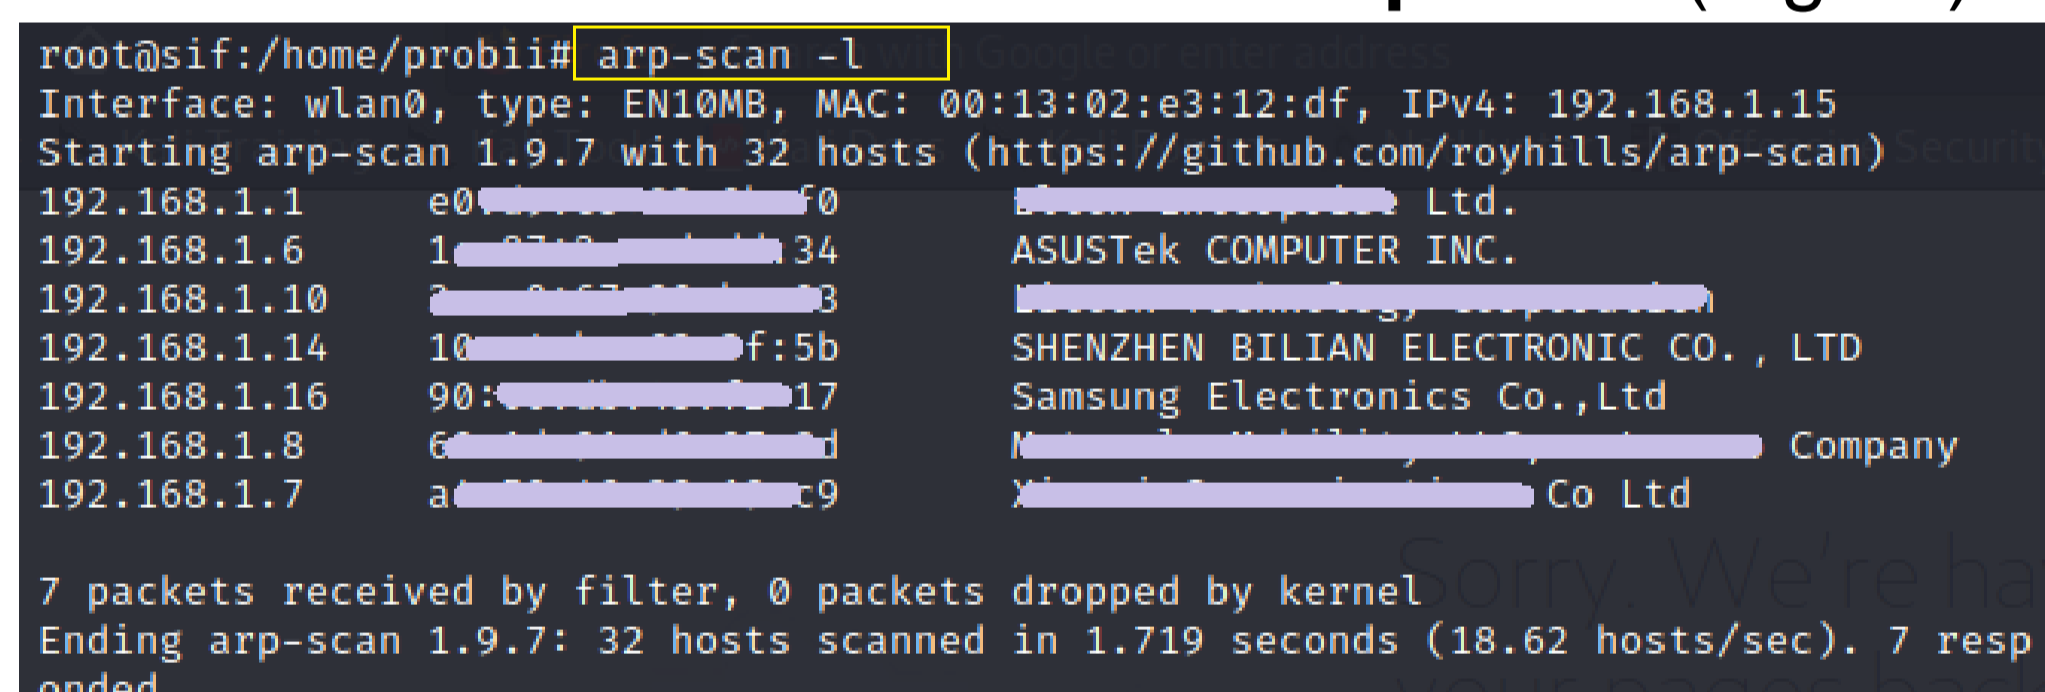 root@sif:/home/probii# arp-scan -l
Interface: wlan0, type: EN10MB, MAC: 00:13:02:e3:12:df, IPv4: 192.168.1.15
Starting arp-scan 1.9.7 with 32 hosts (https://github.com/royhills/arp-scan)
192.168.1.1 e0 f0 Ltd.
192.168.1.6 1 :34 ASUSTek COMPUTER INC.
192.168.1.10 3
192.168.1.14 10 f:5b SHENZHEN BILIAN ELECTRONIC CO., LTD
192.168.1.16 90: 17 Samsung Electronics Co.,Ltd
192.168.1.8 6 d Company
192.168.1.7 a c9 Co Ltd
7 packets received by filter, 0 packets dropped by kernel
Ending arp-scan 1.9.7: 32 hosts scanned in 1.719 seconds (18.62 hosts/sec). 7 resp
onded